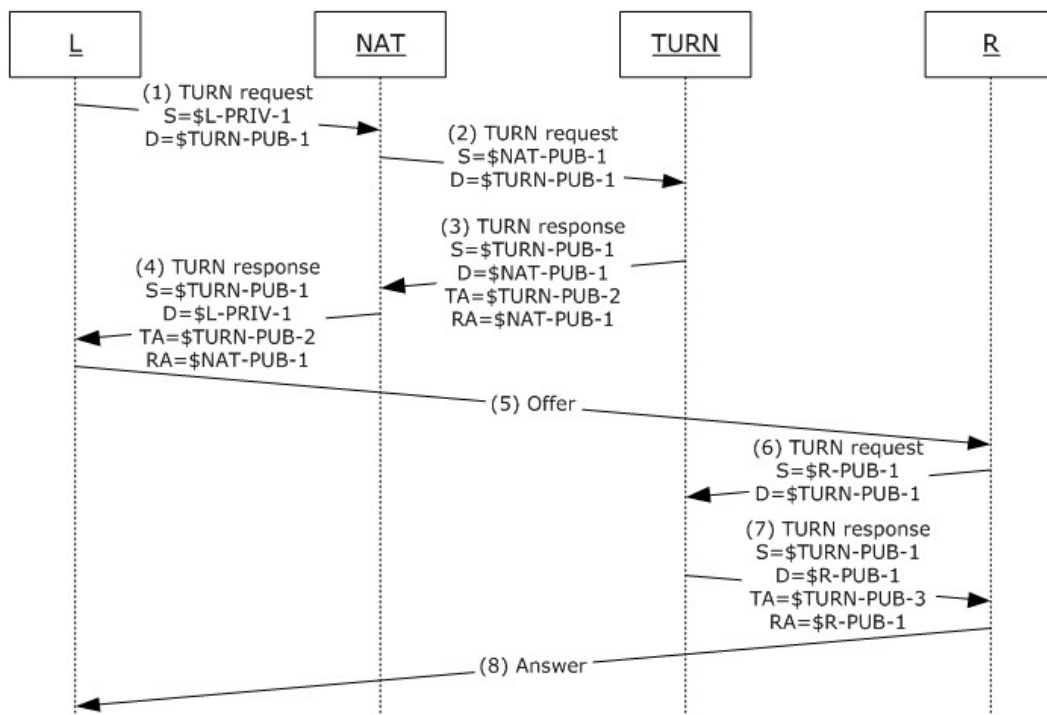 L
NAT
TURN
R
(1) TURN request
S=$L-PRIV-1
D=$TURN-PUB-1
(2) TURN request
S=$NAT-PUB-1
D=$TURN-PUB-1
(3) TURN response
S=$TURN-PUB-1
D=$NAT-PUB-1
TA=$TURN-PUB-2
RA=$NAT-PUB-1
(4) TURN response
S=$TURN-PUB-1
D=$L-PRIV-1
TA=$TURN-PUB-2
RA=$NAT-PUB-1
(5) Offer
(6) TURN request
S=$R-PUB-1
D=$TURN-PUB-1
(7) TURN response
S=$TURN-PUB-1
D=$R-PUB-1
TA=$TURN-PUB-3
RA=$R-PUB-1
(8) Answer